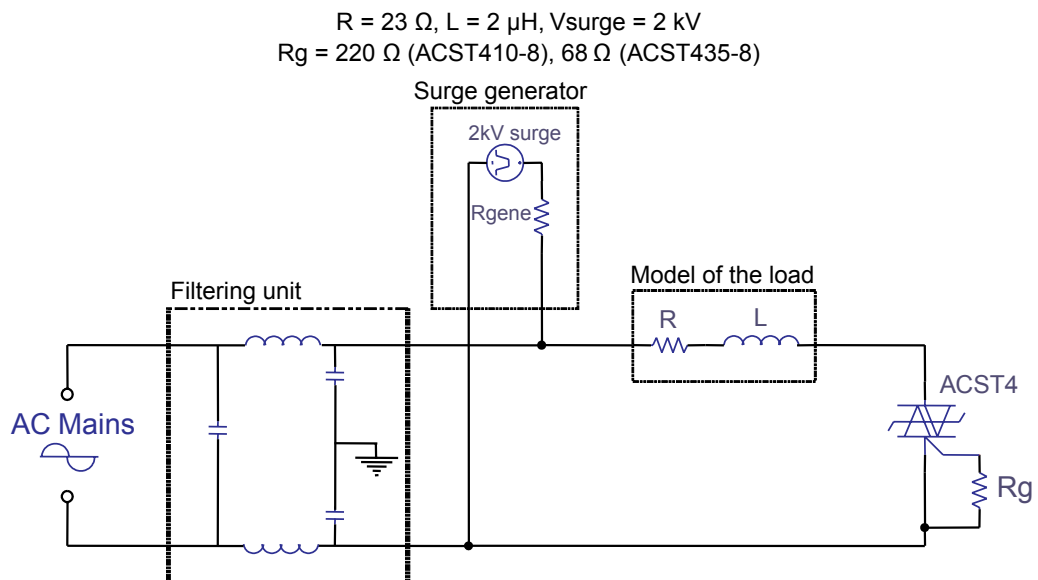 R = 23 Ω, L = 2 µH, Vsurge = 2 kV
Rg = 220 Ω (ACST410-8), 68 Ω (ACST435-8)
Surge generator
2kV surge
Rgene
Model of the load
Filtering unit
R
L
ACST4
AC Mains
Rg